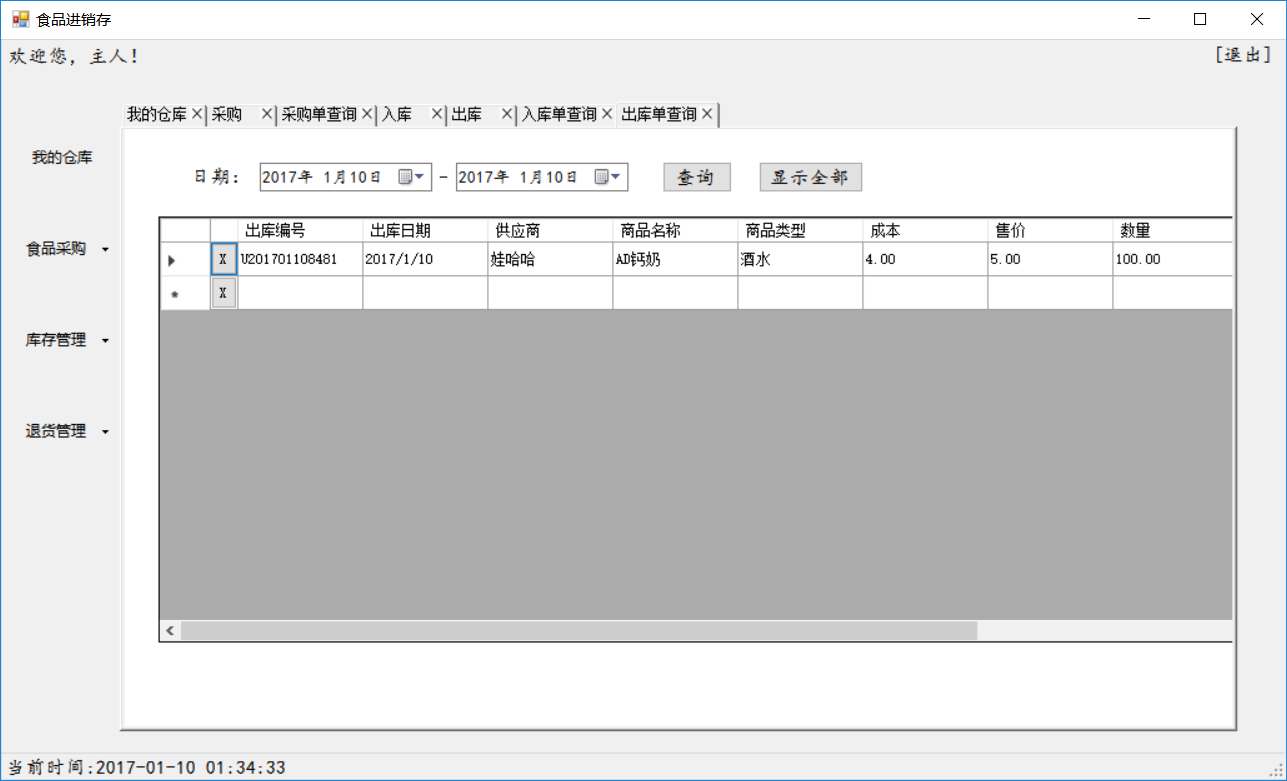 食品进销存
欢迎您, 主人! [退出]
我的仓库 采购 采购单查询 入库 出库 入库单查询 出库单查询
我的仓库
日期: 2017年 1月10日 - 2017年 1月10日 查询 显示全部
出库编号 出库日期 供应商 商品名称 商品类型 成本 售价 数量
食品采购
X U201701108481 2017/1/10 娃哈哈 AD钙奶 酒水 4.00 5.00 100.00
X
库存管理
退货管理
当前时间:2017-01-10 01:34:33